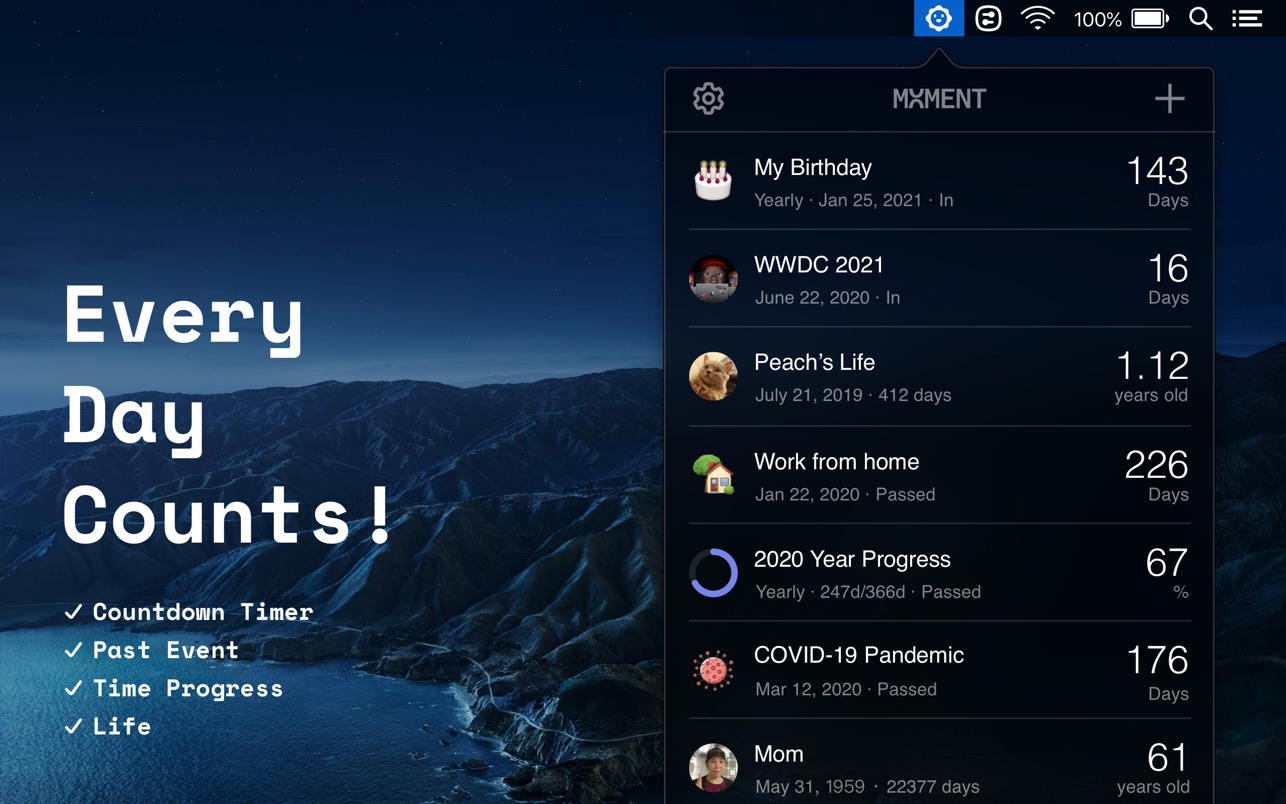 100%
MOMENT
My Birthday
143
Yearly · Jan 25, 2021 · In
Days
WWDC 2021
16
June 22, 2020 · In
Days
Peach’s Life
1.12
July 21, 2019 · 412 days
years old
Work from home
226
Jan 22, 2020 · Passed
Days
2020 Year Progress
67
Yearly · 247d/366d · Passed
%
COVID-19 Pandemic
176
Mar 12, 2020 · Passed
Days
Mom
61
May 31, 1959 · 22377 days
years old
Every
Day
Counts!
✓ Countdown Timer
✓ Past Event
✓ Time Progress
✓ Life